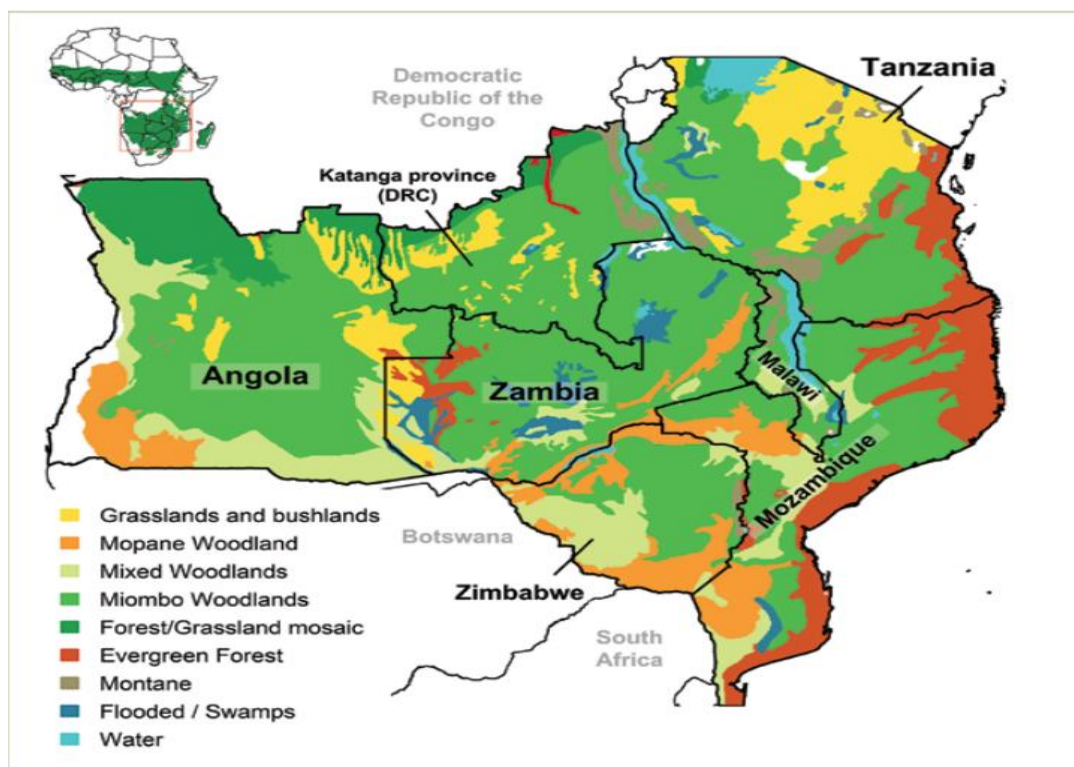 Democratic
Republic of the
Congo
Tanzania
Katanga province
(DRC)
Angola
Zambia
Malawi
Mozambique
Botswana
Zimbabwe
South
Africa
Grasslands and bushlands
Mopane Woodland
Mixed Woodlands
Miombo Woodlands
Forest/Grassland mosaic
Evergreen Forest
Montane
Flooded / Swamps
Water